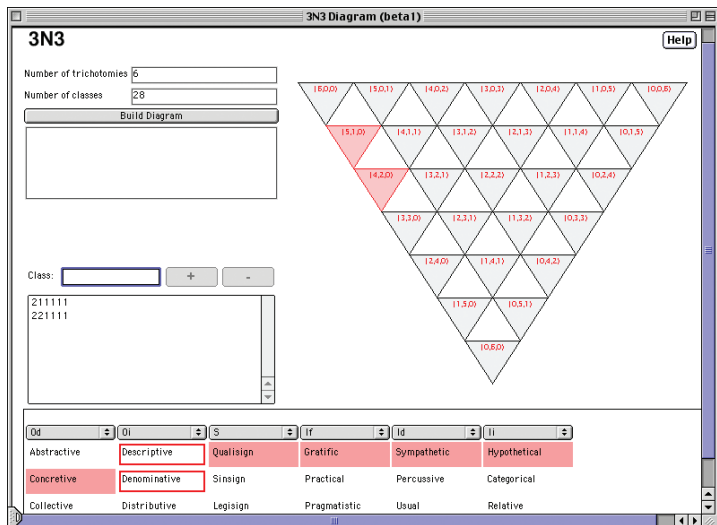 3N3 Diagram (beta1)
3N3
Help
Number of trichotomies 6
Number of classes 28
Build Diagram
|6,0,0⟩ |5,0,1⟩ |4,0,2⟩ |3,0,3⟩ |2,0,4⟩ |1,0,5⟩ |0,0,6⟩
|5,1,0⟩ |4,1,1⟩ |3,1,2⟩ |2,1,3⟩ |1,1,4⟩ |0,1,5⟩
|4,2,0⟩ |3,2,1⟩ |2,2,2⟩ |1,2,3⟩ |0,2,4⟩
|3,3,0⟩ |2,3,1⟩ |1,3,2⟩ |0,3,3⟩
|2,4,0⟩ |1,4,1⟩ |0,4,2⟩
|1,5,0⟩ |0,5,1⟩
|0,6,0⟩
Class: + -
211111
221111
Od Oi S If Id Ii
Abstractive Descriptive Qualisign Gratific Sympathetic Hypothetical
Concretive Denominative Sinsign Practical Percussive Categorical
Collective Distributive Legisign Pragmatistic Usual Relative